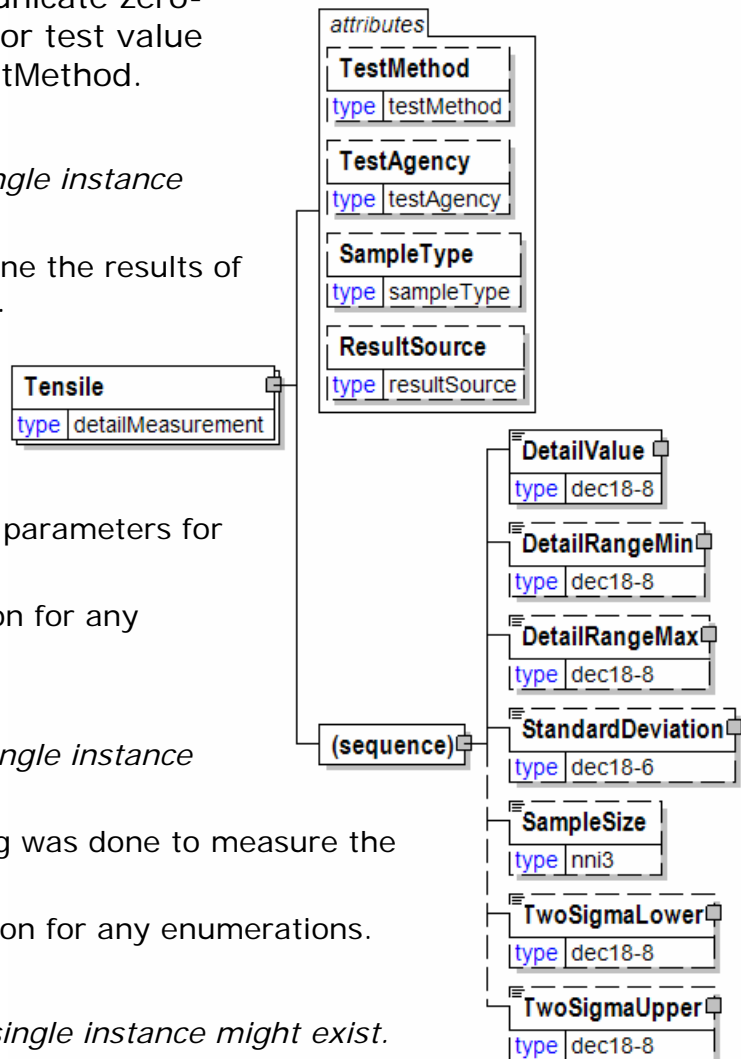 unicate zero-
or test value
tMethod.
ngle instance
ne the results of
.
parameters for
on for any
ngle instance
g was done to measure the
on for any enumerations.
single instance might exist.
Tensile
type detailMeasurement
attributes
TestMethod
type testMethod
TestAgency
type testAgency
SampleType
type sampleType
ResultSource
type resultSource
(sequence)
DetailValue
type dec18-8
DetailRangeMin
type dec18-8
DetailRangeMax
type dec18-8
StandardDeviation
type dec18-6
SampleSize
type nni3
TwoSigmaLower
type dec18-8
TwoSigmaUpper
type dec18-8